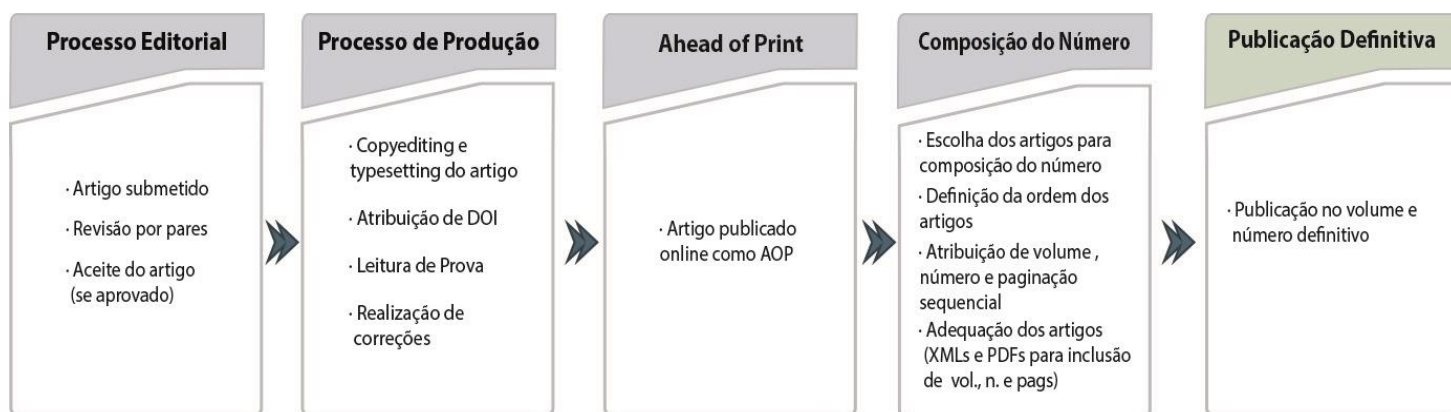 Processo Editorial
· Artigo submetido
· Revisão por pares
· Aceite do artigo
(se aprovado)
Processo de Produção
· Copyediting e
typesetting do artigo
· Atribuição de DOI
· Leitura de Prova
· Realização de
correções
Ahead of Print
· Artigo publicado
online como AOP
Composição do Número
· Escolha dos artigos para
composição do número
· Definição da ordem dos
artigos
· Atribuição de volume ,
número e paginação
sequencial
· Adequação dos artigos
(XMLs e PDFs para inclusão
de vol., n. e pags)
Publicação Definitiva
· Publicação no volume e
número definitivo